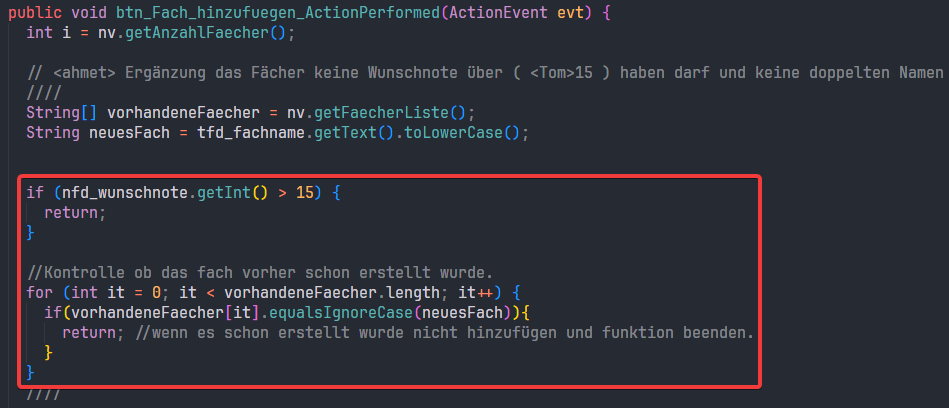 public void btn_Fach_hinzufuegen_ActionPerformed(ActionEvent evt) {
int i = nv.getAnzahlFaecher();
// <ahmet> Ergänzung das Fächer keine Wunschnote über ( <Tom>15 ) haben darf und keine doppelten Namen
////
String[] vorhandeneFaecher = nv.getFaecherListe();
String neuesFach = tfd_fachname.getText().toLowerCase();
if (nfd_wunschnote.getInt() > 15) {
return;
}
//Kontrolle ob das fach vorher schon erstellt wurde.
for (int it = 0; it < vorhandeneFaecher.length; it++) {
if(vorhandeneFaecher[it].equalsIgnoreCase(neuesFach)){
return; //wenn es schon erstellt wurde nicht hinzufügen und funktion beenden.
}
}
////